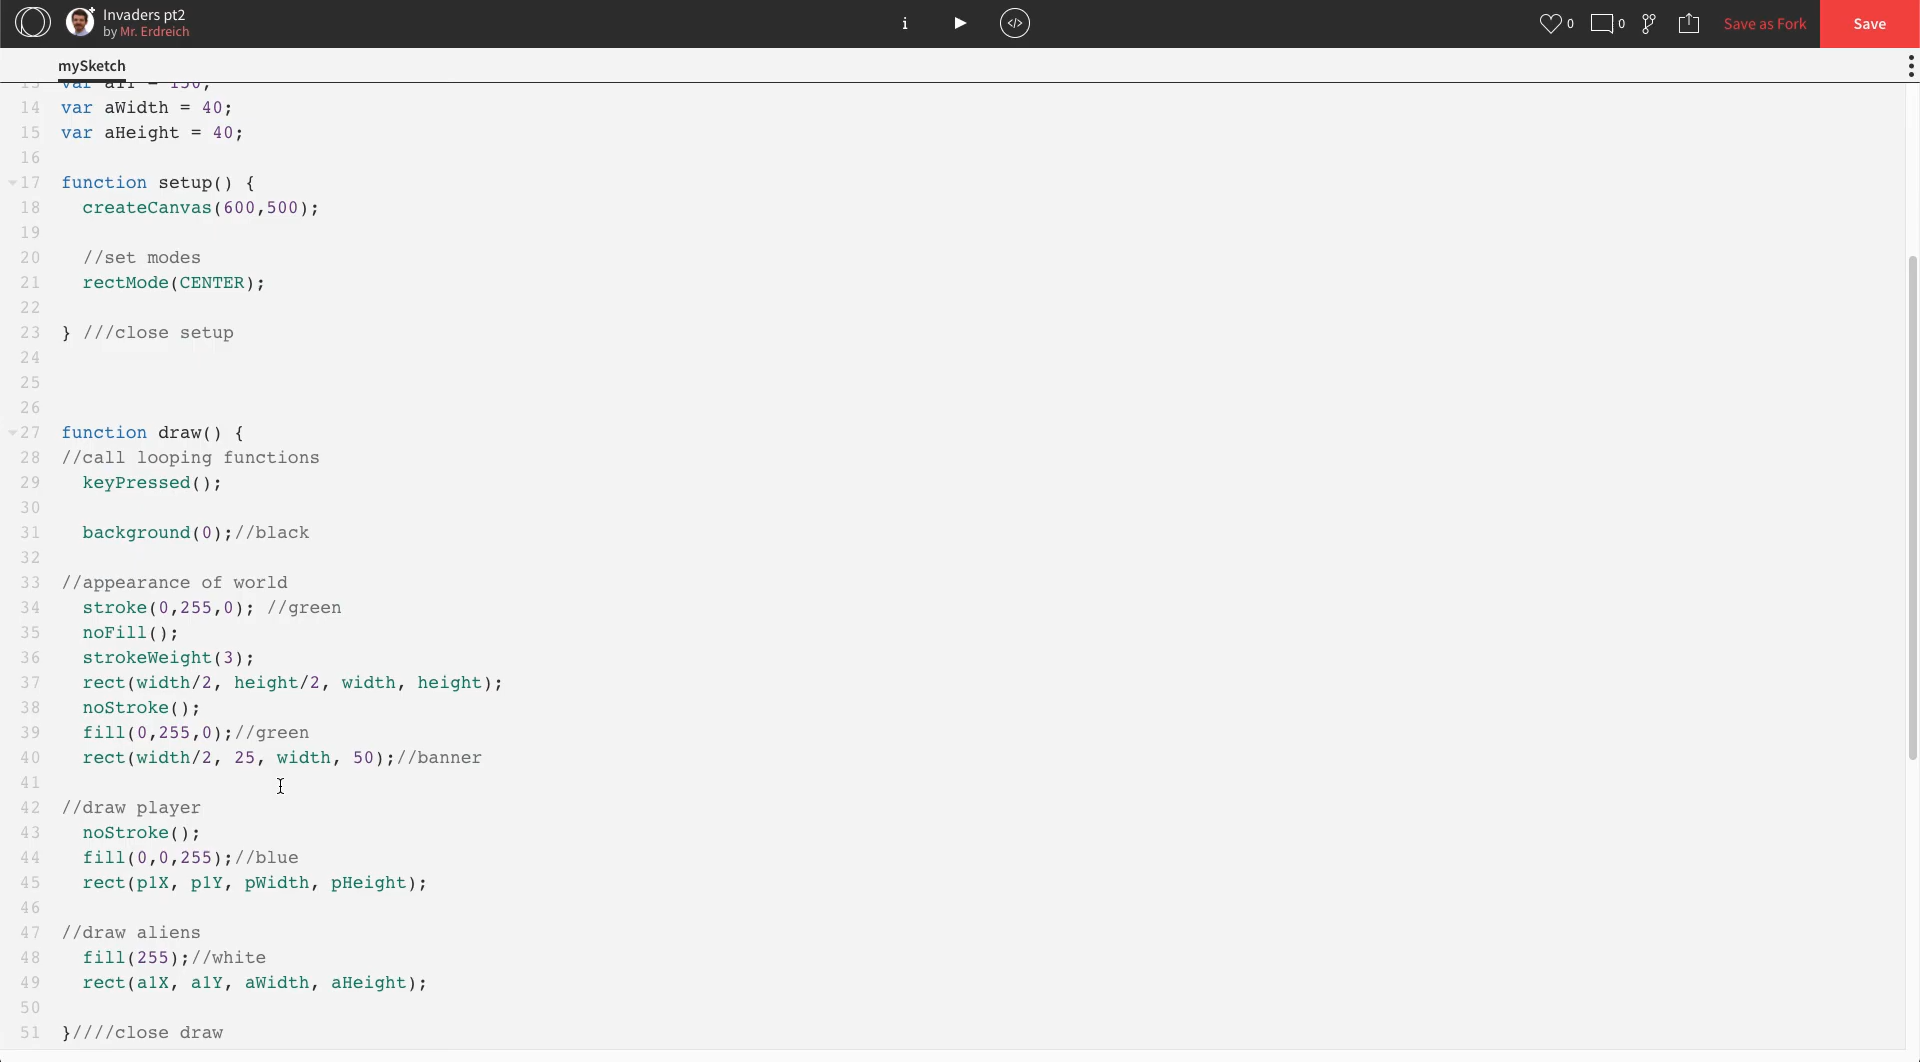 Invaders pt2
by Mr. Erdreich
i
</>
0
0
Save as Fork
Save
mySketch
14 var aWidth = 40;
15 var aHeight = 40;
16
17 function setup() {
18 createCanvas(600,500);
19
20 //set modes
21 rectMode(CENTER);
22
23 } ///close setup
24
25
26
27 function draw() {
28 //call looping functions
29 keyPressed();
30
31 background(0);//black
32
33 //appearance of world
34 stroke(0,255,0); //green
35 noFill();
36 strokeWeight(3);
37 rect(width/2, height/2, width, height);
38 noStroke();
39 fill(0,255,0);//green
40 rect(width/2, 25, width, 50);//banner
41
42 //draw player
43 noStroke();
44 fill(0,0,255);//blue
45 rect(p1X, p1Y, pWidth, pHeight);
46
47 //draw aliens
48 fill(255);//white
49 rect(a1X, a1Y, aWidth, aHeight);
50
51 }////close draw